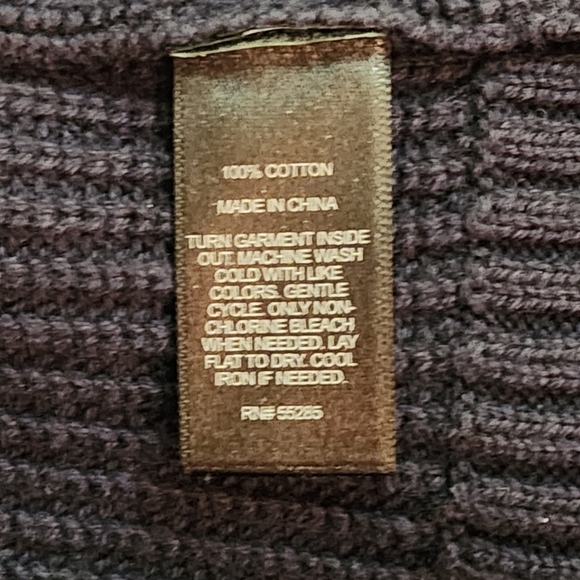 100% COTTON
MADE IN CHINA
TURN GARMENT INSIDE
OUT. MACHINE WASH
COLD WITH LIKE
COLORS. GENTLE
CYCLE. ONLY NON-
CHLORINE BLEACH
WHEN NEEDED. LAY
FLAT TO DRY. COOL
IRON IF NEEDED.
RN# 55285